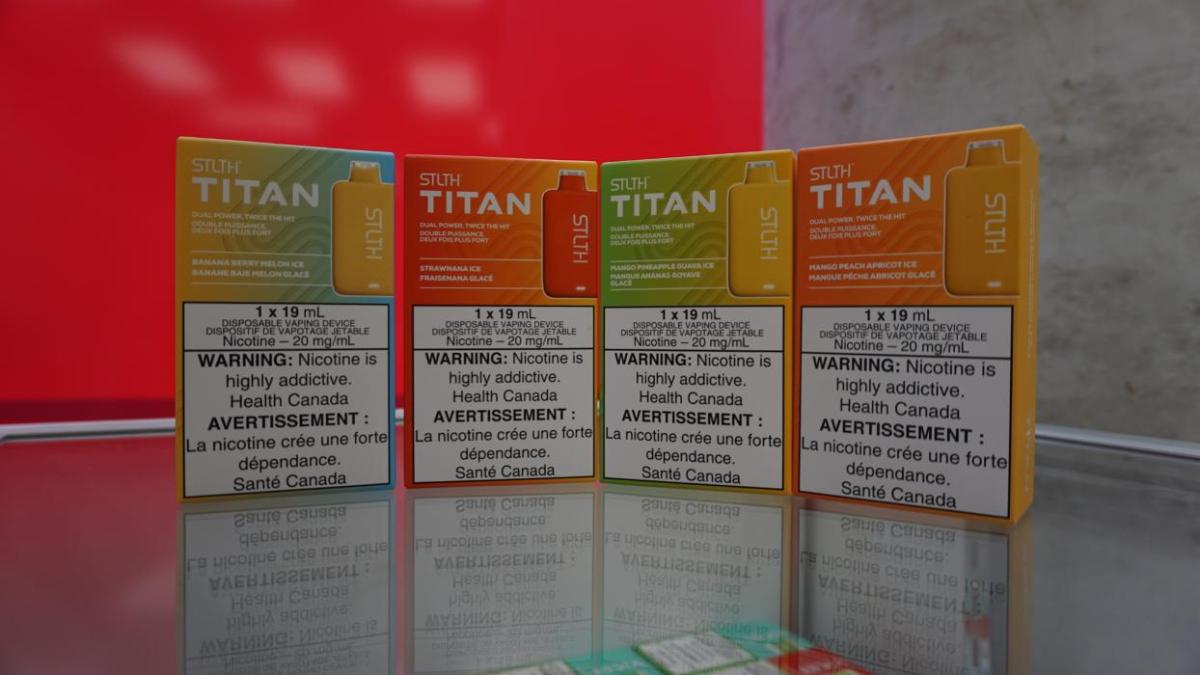 STLTH
TITAN
DUAL POWER, TWICE THE HIT
DOUBLE PUISSANCE,
DEUX FOIS PLUS FORT
BANANA BERRY MELON ICE
BANANE BAIE MELON GLACÉ
STLTH
1 x 19 mL
DISPOSABLE VAPING DEVICE
DISPOSITIF DE VAPOTAGE JETABLE
Nicotine – 20 mg/mL
WARNING: Nicotine is
highly addictive.
Health Canada
AVERTISSEMENT :
La nicotine crée une forte
dépendance.
Santé Canada
STLTH
TITAN
DUAL POWER, TWICE THE HIT
DOUBLE PUISSANCE,
DEUX FOIS PLUS FORT
STRAWNANA ICE
FRAISENANA GLACÉ
STLTH
1 x 19 mL
DISPOSABLE VAPING DEVICE
DISPOSITIF DE VAPOTAGE JETABLE
Nicotine – 20 mg/mL
WARNING: Nicotine is
highly addictive.
Health Canada
AVERTISSEMENT :
La nicotine crée une forte
dépendance.
Santé Canada
STLTH
TITAN
DUAL POWER, TWICE THE HIT
DOUBLE PUISSANCE,
DEUX FOIS PLUS FORT
MANGO PINEAPPLE GUAVA ICE
MANGUE ANANAS GOYAVE
GLACÉ
STLTH
1 x 19 mL
DISPOSABLE VAPING DEVICE
DISPOSITIF DE VAPOTAGE JETABLE
Nicotine – 20 mg/mL
WARNING: Nicotine is
highly addictive.
Health Canada
AVERTISSEMENT :
La nicotine crée une forte
dépendance.
Santé Canada
STLTH
TITAN
DUAL POWER, TWICE THE HIT
DOUBLE PUISSANCE,
DEUX FOIS PLUS FORT
MANGO PEACH APRICOT ICE
MANGUE PÊCHE ABRICOT GLACÉ
STLTH
1 x 19 mL
DISPOSABLE VAPING DEVICE
DISPOSITIF DE VAPOTAGE JETABLE
Nicotine – 20 mg/mL
WARNING: Nicotine is
highly addictive.
Health Canada
AVERTISSEMENT :
La nicotine crée une forte
dépendance.
Santé Canada